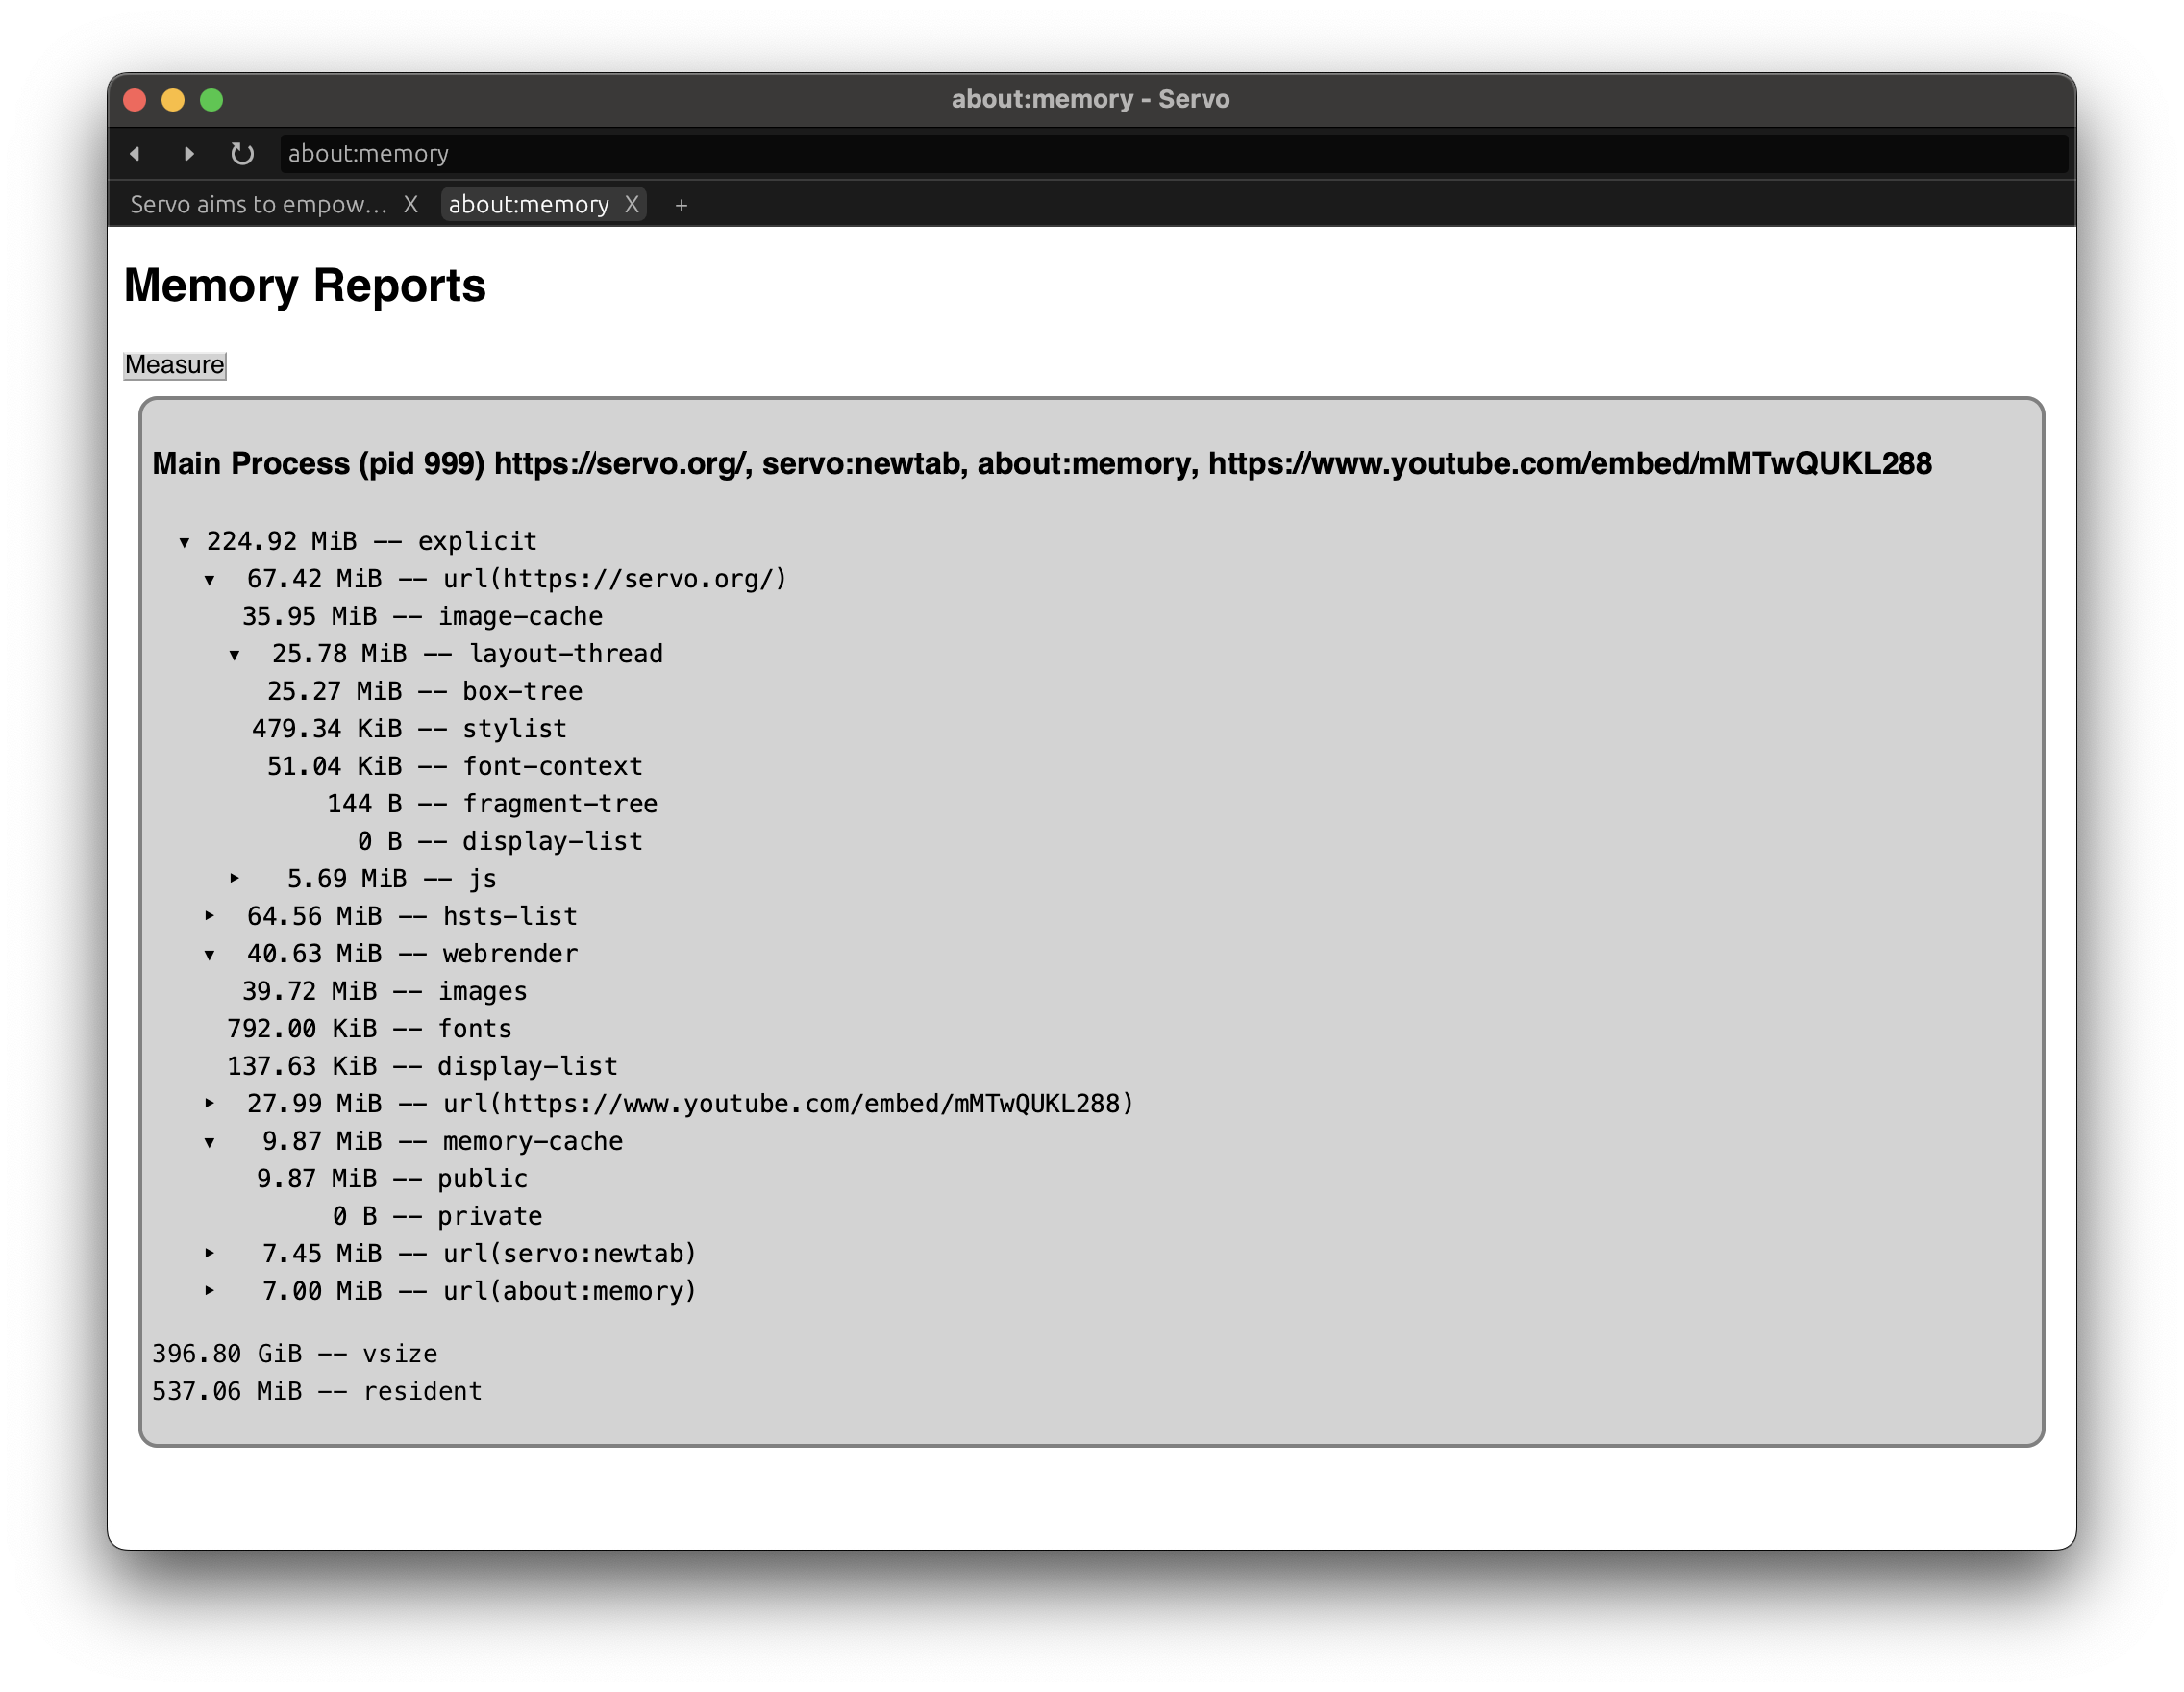 about:memory - Servo
about:memory
Servo aims to empow... X about:memory X +
Memory Reports
Measure
Main Process (pid 999) https://servo.org/, servo:newtab, about:memory, https://www.youtube.com/embed/mMTwQUKL288
▾ 224.92 MiB -- explicit
▾ 67.42 MiB -- url(https://servo.org/)
35.95 MiB -- image-cache
▾ 25.78 MiB -- layout-thread
25.27 MiB -- box-tree
479.34 KiB -- stylist
51.04 KiB -- font-context
144 B -- fragment-tree
0 B -- display-list
▸ 5.69 MiB -- js
▸ 64.56 MiB -- hsts-list
▾ 40.63 MiB -- webrender
39.72 MiB -- images
792.00 KiB -- fonts
137.63 KiB -- display-list
▸ 27.99 MiB -- url(https://www.youtube.com/embed/mMTwQUKL288)
▾ 9.87 MiB -- memory-cache
9.87 MiB -- public
0 B -- private
▸ 7.45 MiB -- url(servo:newtab)
▸ 7.00 MiB -- url(about:memory)
396.80 GiB -- vsize
537.06 MiB -- resident